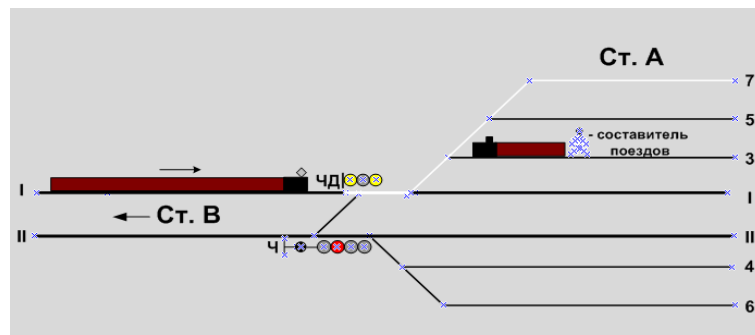 Ст. А
7
5
- составитель
поездов
3
ЧД
I
I
Ст. В
II
II
Ч
4
6